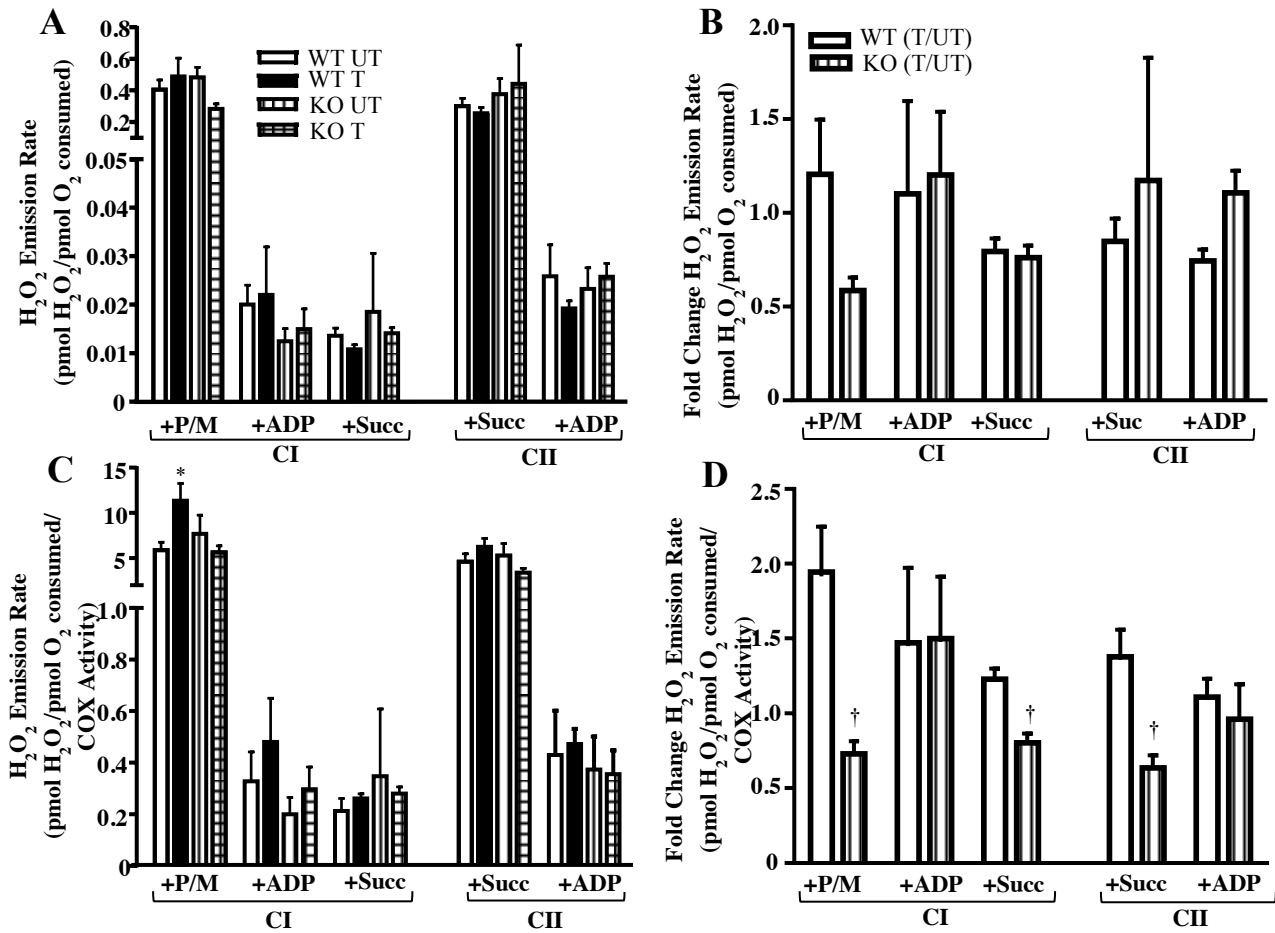 A
H2O2 Emission Rate
(pmol H2O2/pmol O2 consumed)
0.8
0.6
0.4
0.2
0.05
0.04
0.03
0.02
0.01
0
WT UT
WT T
KO UT
KO T
+P/M +ADP +Succ +Succ +ADP
CI CII
B
Fold Change H2O2 Emission Rate
(pmol H2O2/pmol O2 consumed)
2.0
1.5
1.0
0.5
0
WT (T/UT)
KO (T/UT)
+P/M +ADP +Succ +Suc +ADP
CI CII
C
H2O2 Emission Rate
(pmol H2O2/pmol O2 consumed/
COX Activity)
15
10
5
1.0
0.8
0.6
0.4
0.2
0
*
+P/M +ADP +Succ +Succ +ADP
CI CII
D
Fold Change H2O2 Emission Rate
(pmol H2O2/pmol O2 consumed/
COX Activity)
2.5
2.0
1.5
1.0
0.5
0
† † †
+P/M +ADP +Succ +Succ +ADP
CI CII